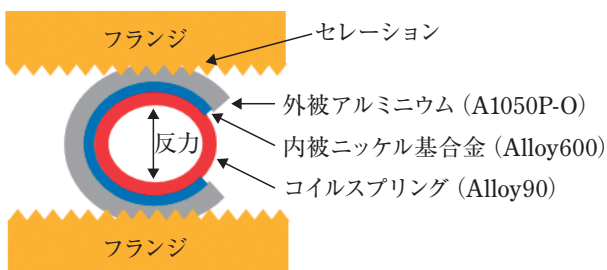 フランジ
セレーション
外被アルミニウム（A1050P-O）
反力
内被ニッケル基合金（Alloy600）
コイルスプリング（Alloy90）
フランジ